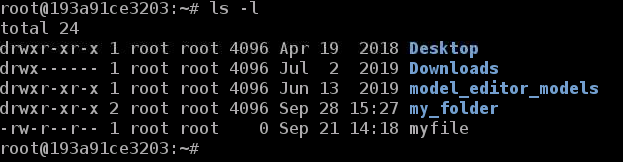 root@193a91ce3203:~# ls -l
total 24
drwxr-xr-x 1 root root 4096 Apr 19  2018 Desktop
drwx------ 1 root root 4096 Jul  2  2019 Downloads
drwxr-xr-x 1 root root 4096 Jun 13  2019 model_editor_models
drwxr-xr-x 2 root root 4096 Sep 28 15:27 my_folder
-rw-r--r-- 1 root root    0 Sep 21 14:18 myfile
root@193a91ce3203:~#